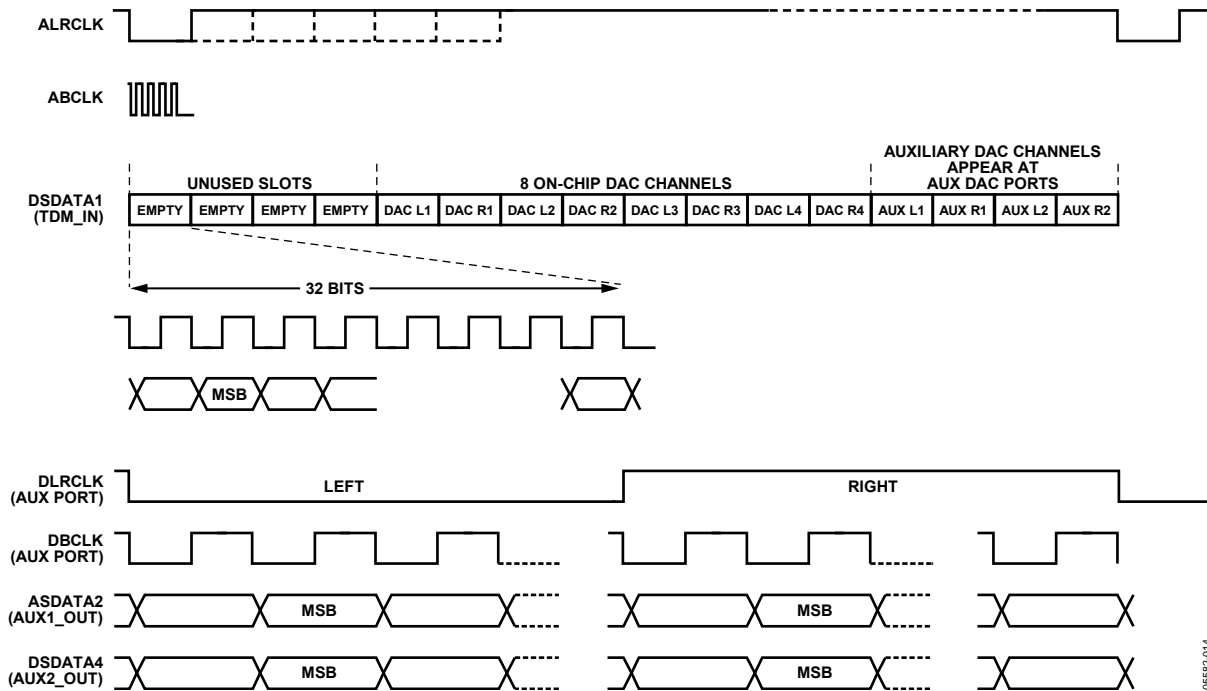 ALRCLK
ABCLK
AUXILIARY DAC CHANNELS
APPEAR AT
AUX DAC PORTS
UNUSED SLOTS
8 ON-CHIP DAC CHANNELS
DSDATA1
(TDM_IN)
EMPTY EMPTY EMPTY EMPTY DAC L1 DAC R1 DAC L2 DAC R2 DAC L3 DAC R3 DAC L4 DAC R4 AUX L1 AUX R1 AUX L2 AUX R2
32 BITS
MSB
DLRCLK
(AUX PORT)
LEFT RIGHT
DBCLK
(AUX PORT)
ASDATA2
(AUX1_OUT)
MSB MSB
DSDATA4
(AUX2_OUT)
MSB MSB
05582-014